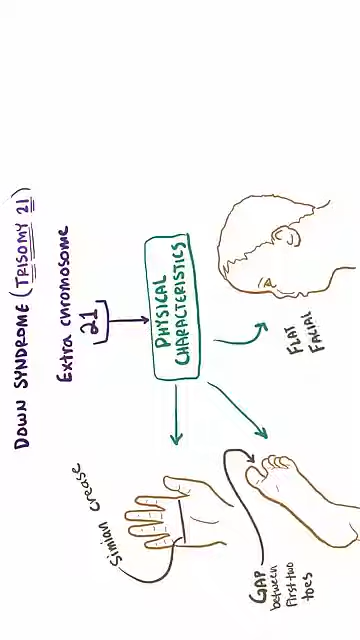 DOWN SYNDROME (TRISOMY 21)
Extra chromosome
21
PHYSICAL
CHARACTERISTICS
FLAT
FACIAL
Simian crease
GAP
between
first two
toes